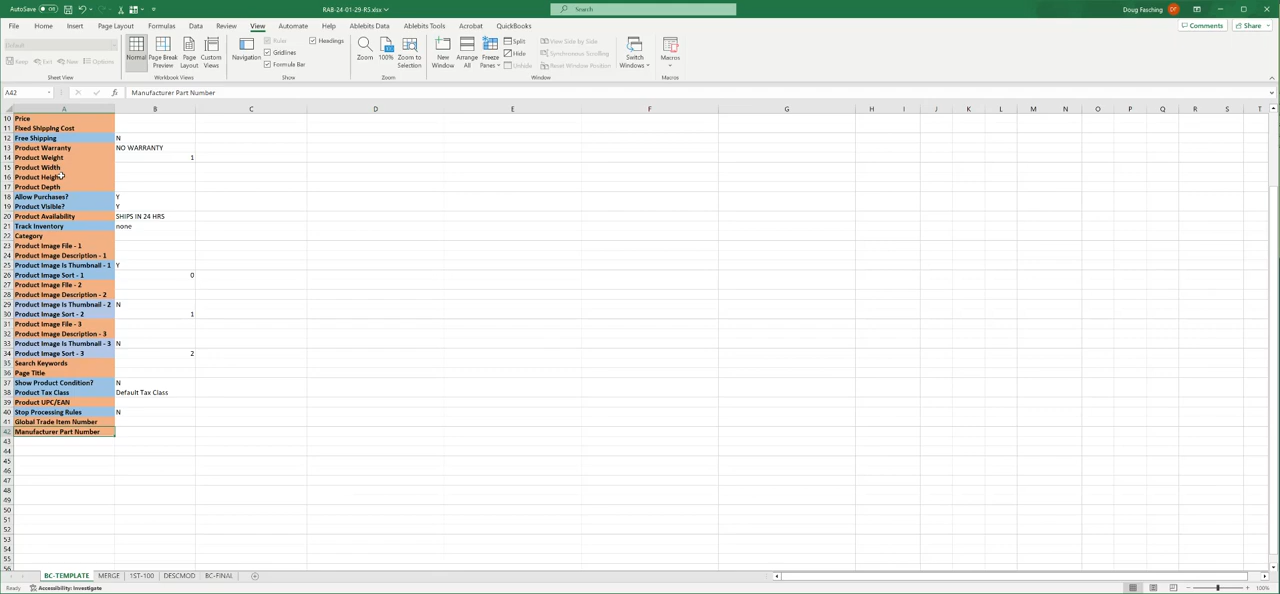 AutoSave Off RAB-24-01-29-R5.xlsx Search Doug Fasching DF
File Home Insert Page Layout Formulas Data Review View Automate Help Ablebits Data Ablebits Tools Acrobat QuickBooks Comments Share
Default
Keep Exit New Options
Sheet View
Normal Page Break Preview Page Layout Custom Views
Workbook Views
Navigation Ruler Gridlines Formula Bar Headings
Show
Zoom 100% Zoom to Selection
Zoom
New Window Arrange All Freeze Panes Split Hide Unhide View Side by Side Synchronous Scrolling Reset Window Position Switch Windows
Window
Macros
Macros
A42 fx Manufacturer Part Number
A B C D E F G H I J K L M N O P Q R S T
10 Price
11 Fixed Shipping Cost
12 Free Shipping N
13 Product Warranty NO WARRANTY
14 Product Weight 1
15 Product Width
16 Product Height
17 Product Depth
18 Allow Purchases? Y
19 Product Visible? Y
20 Product Availability SHIPS IN 24 HRS
21 Track Inventory none
22 Category
23 Product Image File - 1
24 Product Image Description - 1
25 Product Image Is Thumbnail - 1 Y
26 Product Image Sort - 1 0
27 Product Image File - 2
28 Product Image Description - 2
29 Product Image Is Thumbnail - 2 N
30 Product Image Sort - 2 1
31 Product Image File - 3
32 Product Image Description - 3
33 Product Image Is Thumbnail - 3 N
34 Product Image Sort - 3 2
35 Search Keywords
36 Page Title
37 Show Product Condition? N
38 Product Tax Class Default Tax Class
39 Product UPC/EAN
40 Stop Processing Rules N
41 Global Trade Item Number
42 Manufacturer Part Number
43
44
45
46
47
48
49
50
51
52
53
54
55
56
BC-TEMPLATE MERGE 1ST-100 DESCMOD BC-FINAL
Ready Accessibility: Investigate 100%